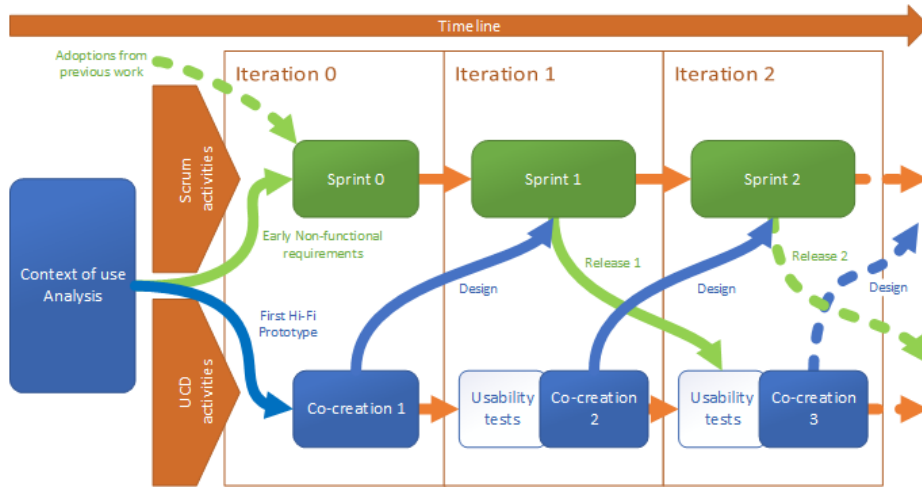 Timeline
Adoptions from
previous work
Iteration 0
Iteration 1
Iteration 2
Scrum
activities
Sprint 0
Sprint 1
Sprint 2
Early Non-functional
requirements
Context of use
Analysis
Release 1
Release 2
Design
Design
Design
First Hi-Fi
Prototype
UCD
activities
Co-creation 1
Usability
tests
Co-creation
2
Usability
tests
Co-creation
3